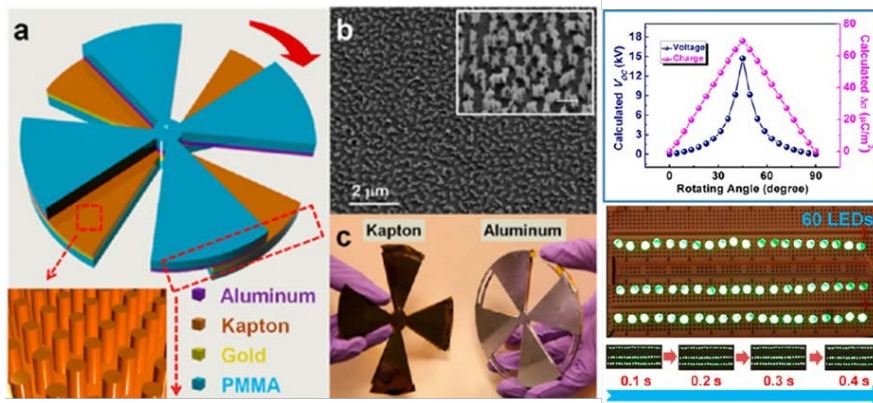 a
Aluminum
Kapton
Gold
PMMA
b
2 μm
c
Kapton
Aluminum
Calculated V_OC (kV)
18
15
12
9
6
3
0
Voltage
Charge
80
60
40
20
0
Calculated Δσ (μC/m²)
0 30 60 90
Rotating Angle (degree)
60 LEDs
0.1 s 0.2 s 0.3 s 0.4 s